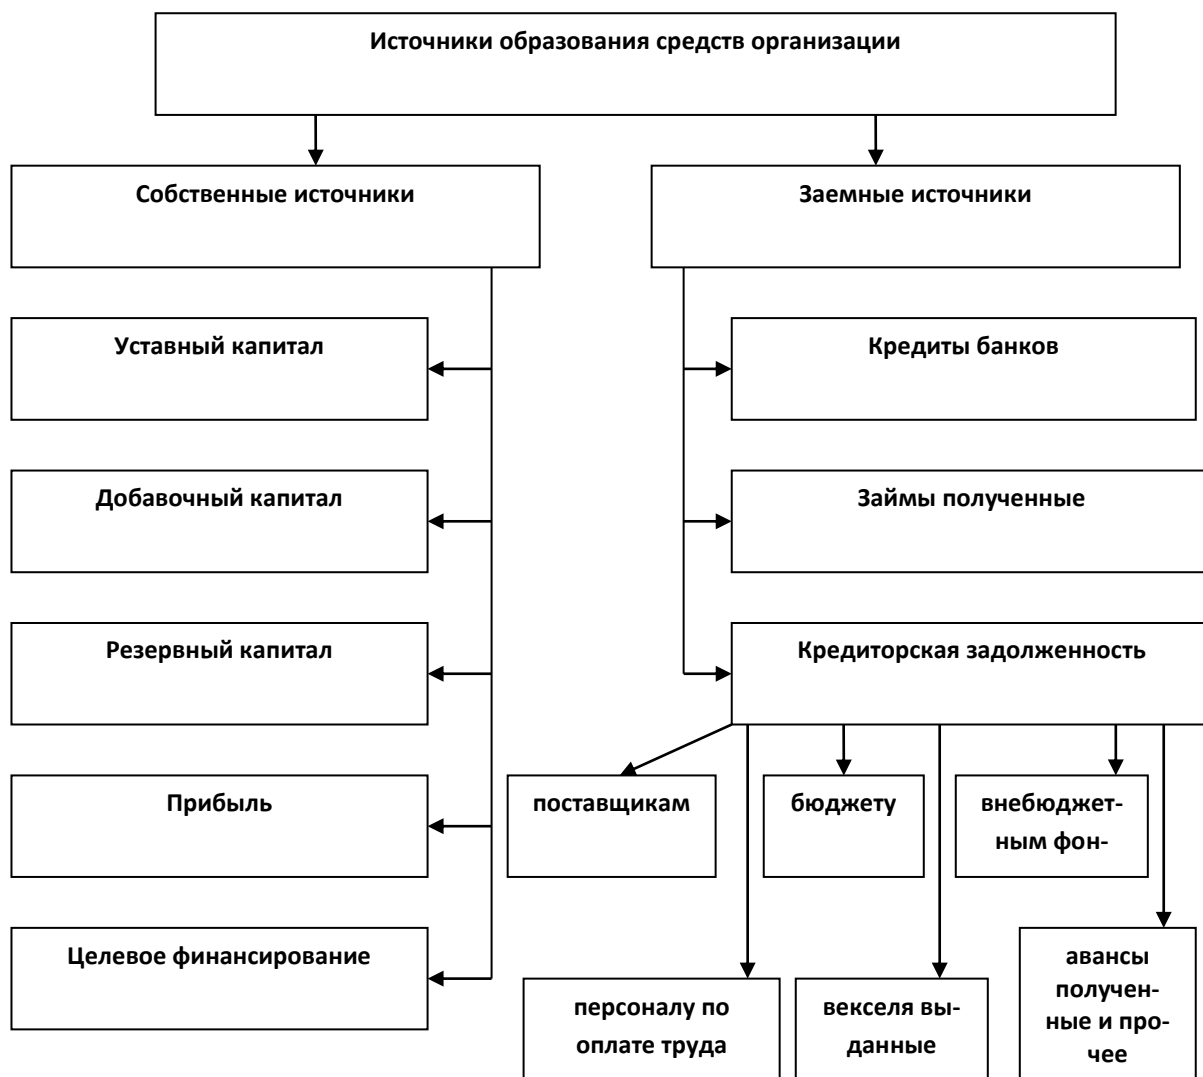 Источники образования средств организации
Собственные источники
Заемные источники
Уставный капитал
Кредиты банков
Добавочный капитал
Займы полученные
Резервный капитал
Кредиторская задолженность
Прибыль
поставщикам
бюджету
внебюджет-
ным фон-
Целевое финансирование
персоналу по
оплате труда
векселя вы-
данные
авансы
получен-
ные и про-
чее